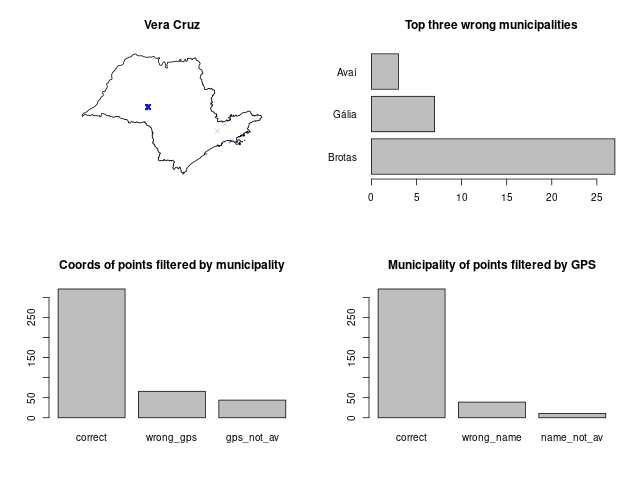 Vera Cruz
Top three wrong municipalities
Avaí
Gália
Brotas
0 5 10 15 20 25
Coords of points filtered by municipality
0 50 150 250
correct wrong_gps gps_not_av
Municipality of points filtered by GPS
0 50 150 250
correct wrong_name name_not_av